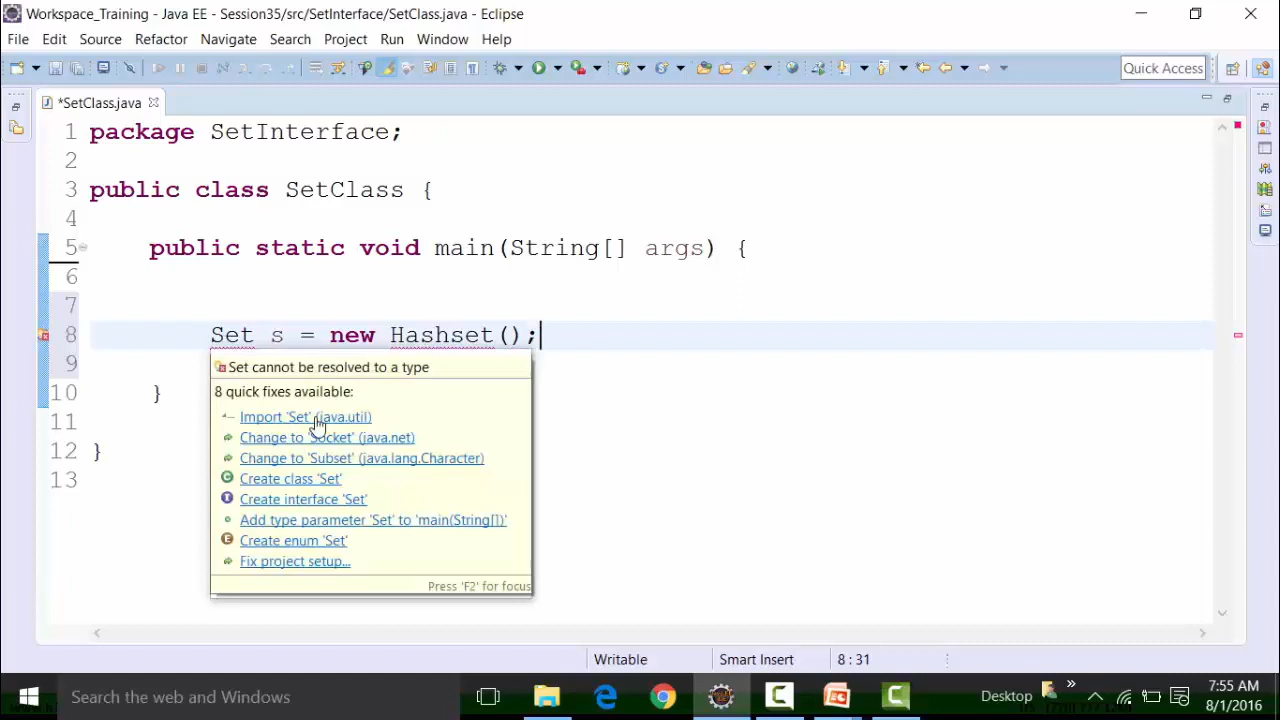 Workspace_Training - Java EE - Session35/src/SetInterface/SetClass.java - Eclipse
File Edit Source Refactor Navigate Search Project Run Window Help
Quick Access
*SetClass.java
1 package SetInterface;
2
3 public class SetClass {
4
5 public static void main(String[] args) {
6
7
8 Set s = new Hashset();
9
Set cannot be resolved to a type
8 quick fixes available:
10 }
Import 'Set' (java.util)
11
Change to 'Socket' (java.net)
12 }
Change to 'Subset' (java.lang.Character)
13
Create class 'Set'
Create interface 'Set'
Add type parameter 'Set' to 'main(String[])'
Create enum 'Set'
Fix project setup...
Press 'F2' for focus
Writable Smart Insert 8 : 31
Search the web and Windows
Desktop
7:55 AM
8/1/2016